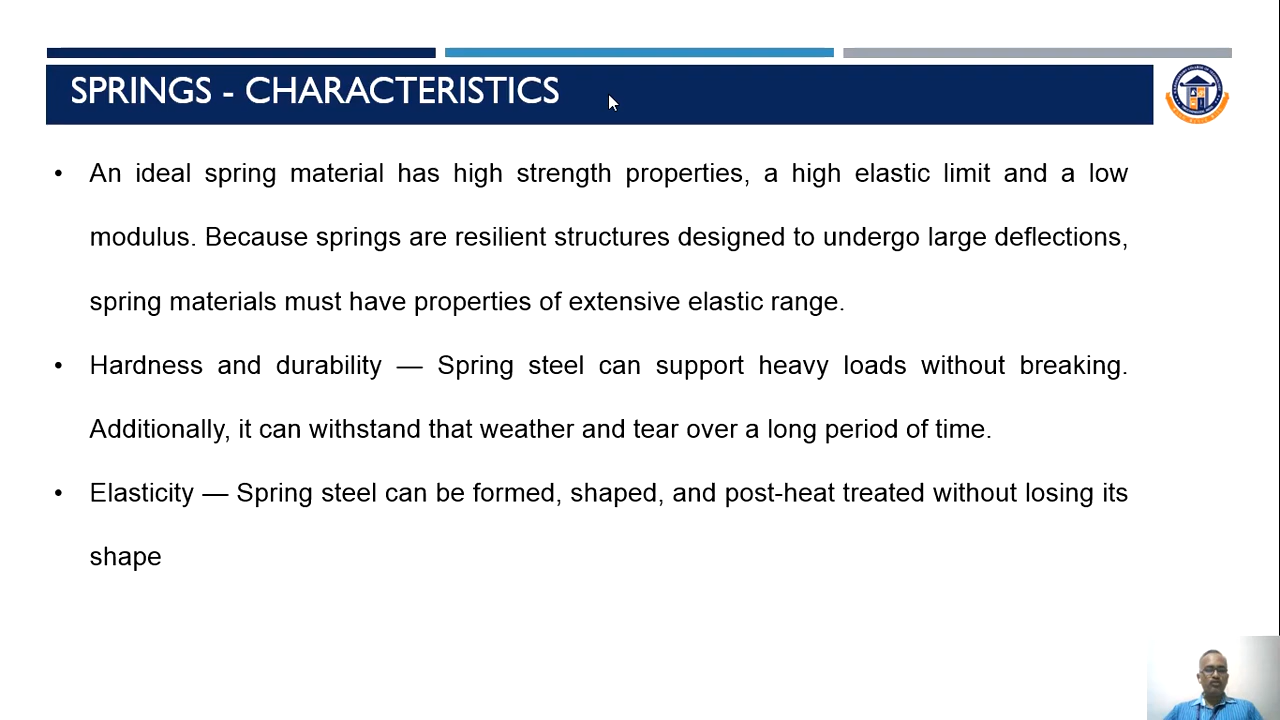 SPRINGS - CHARACTERISTICS
• An ideal spring material has high strength properties, a high elastic limit and a low
modulus. Because springs are resilient structures designed to undergo large deflections,
spring materials must have properties of extensive elastic range.
• Hardness and durability — Spring steel can support heavy loads without breaking.
Additionally, it can withstand that weather and tear over a long period of time.
• Elasticity — Spring steel can be formed, shaped, and post-heat treated without losing its
shape